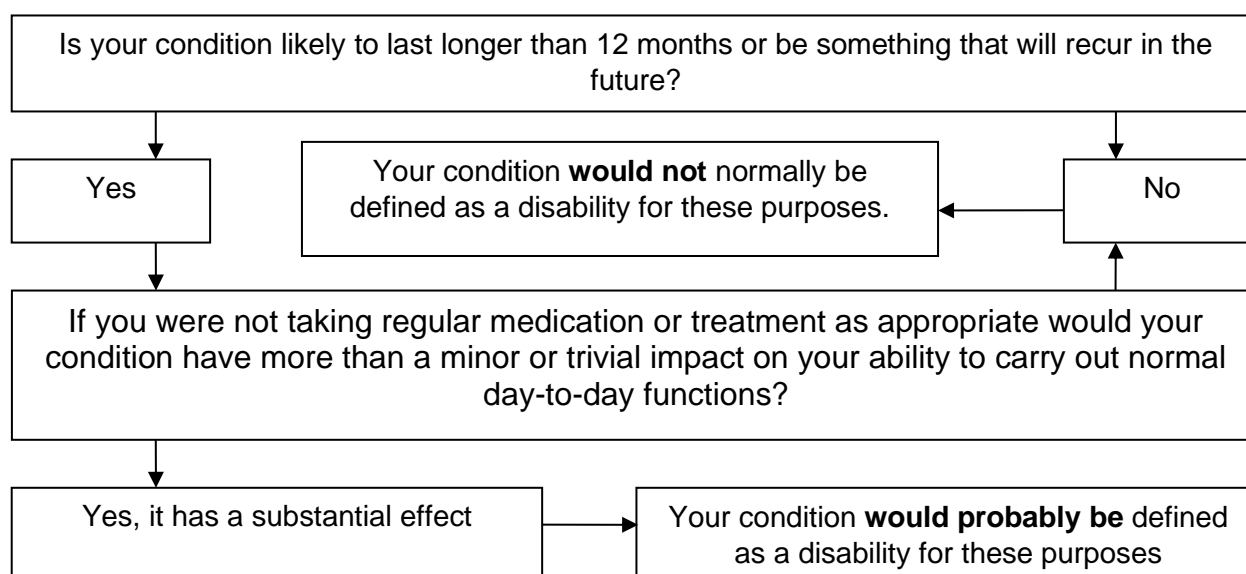 Is your condition likely to last longer than 12 months or be something that will recur in the
future?
Yes
Your condition would not normally be
defined as a disability for these purposes.
No
If you were not taking regular medication or treatment as appropriate would your
condition have more than a minor or trivial impact on your ability to carry out normal
day-to-day functions?
Yes, it has a substantial effect
Your condition would probably be defined
as a disability for these purposes